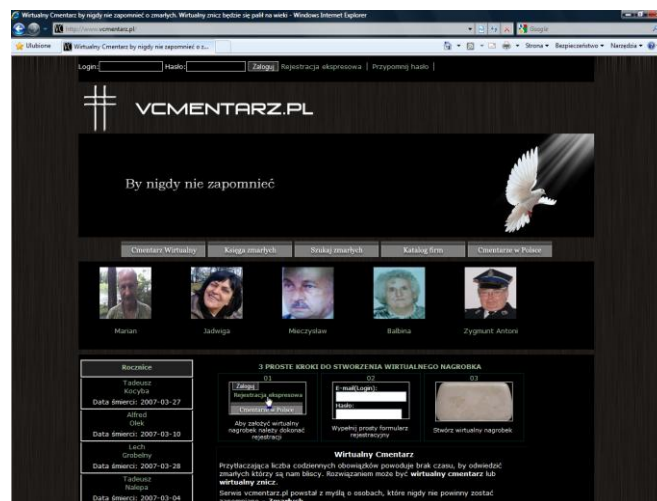 Wirtualny Cmentarz by nigdy nie zapomnieć o zmarłych. Wirtualny znicz będzie się palił na wieki - Windows Internet Explorer
http://www.vcmentarz.pl/
Google
Ulubione
Wirtualny Cmentarz by nigdy nie zapomnieć o z...
Strona
Bezpieczeństwo
Narzędzia
Login:
Hasło:
Zaloguj
Rejestracja ekspresowa | Przypomnij hasło |
VCMENTARZ.PL
By nigdy nie zapomnieć
Cmentarz Wirtualny
Księga zmarłych
Szukaj zmarłych
Katalog firm
Cmentarze w Polsce
Marian
Jadwiga
Mieczysław
Balbina
Zygmunt Antoni
Rocznice
Tadeusz
Kocyba
Data śmierci: 2007-03-27
Alfred
Olek
Data śmierci: 2007-03-10
Lech
Grobelny
Data śmierci: 2007-03-28
Tadeusz
Nalepa
Data śmierci: 2007-03-04
3 PROSTE KROKI DO STWORZENIA WIRTUALNEGO NAGROBKA
01
Zaloguj
Rejestracja ekspresowa
Cmentarze w Polsce
Aby założyć wirtualny
nagrobek należy dokonać
rejestracji
02
E-mail(Login):
Hasło:
Wypełnij prosty formularz
rejestracyjny
03
Stwórz wirtualny nagrobek
Wirtualny Cmentarz
Przytłaczająca liczba codziennych obowiązków powoduje brak czasu, by odwiedzić
zmarłych którzy są nam bliscy. Rozwiązaniem może być wirtualny cmentarz lub
wirtualny znicz.
Serwis vcmentarz.pl powstał z myślą o osobach, które nigdy nie powinny zostać